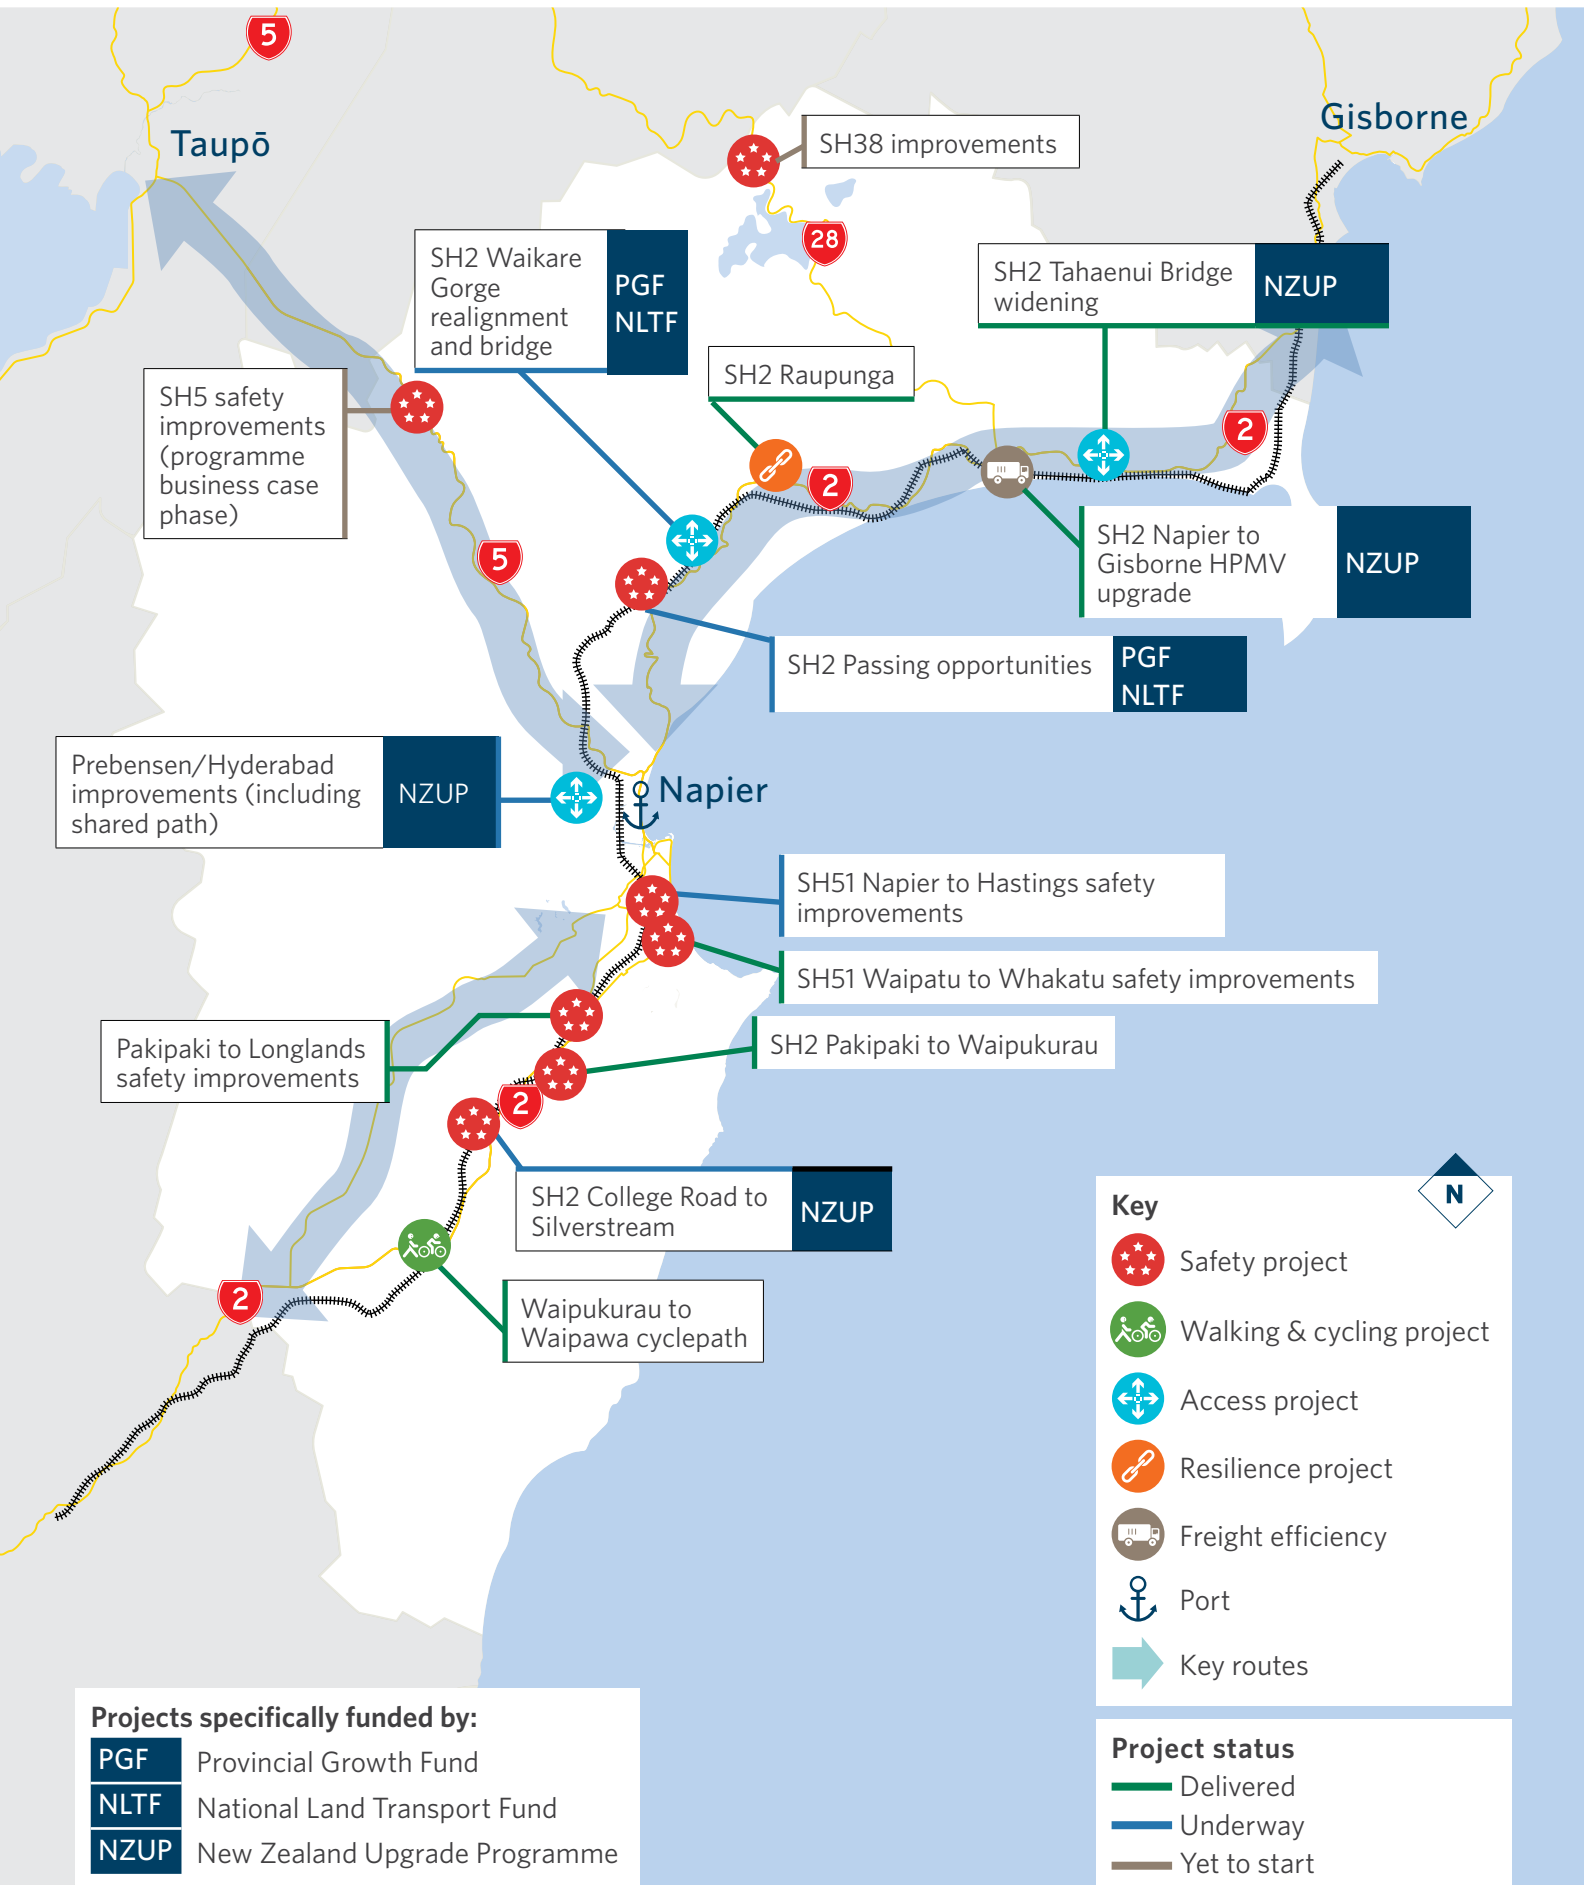 5
Taupō
Gisborne
SH38 improvements
28
SH2 Waikare
Gorge
realignment
and bridge
PGF
NLTF
SH2 Tahaenui Bridge
widening
NZUP
SH2 Raupunga
SH5 safety
improvements
(programme
business case
phase)
2
2
5
SH2 Napier to
Gisborne HPMV
upgrade
NZUP
SH2 Passing opportunities
PGF
NLTF
Prebensen/Hyderabad
improvements (including
shared path)
NZUP
Napier
SH51 Napier to Hastings safety
improvements
SH51 Waipatu to Whakatu safety improvements
Pakipaki to Longlands
safety improvements
SH2 Pakipaki to Waipukurau
2
SH2 College Road to
Silverstream
NZUP
2
Waipukurau to
Waipawa cyclepath
N
Key
Safety project
Walking & cycling project
Access project
Resilience project
Freight efficiency
Port
Key routes
Projects specifically funded by:
PGF Provincial Growth Fund
NLTF National Land Transport Fund
NZUP New Zealand Upgrade Programme
Project status
Delivered
Underway
Yet to start